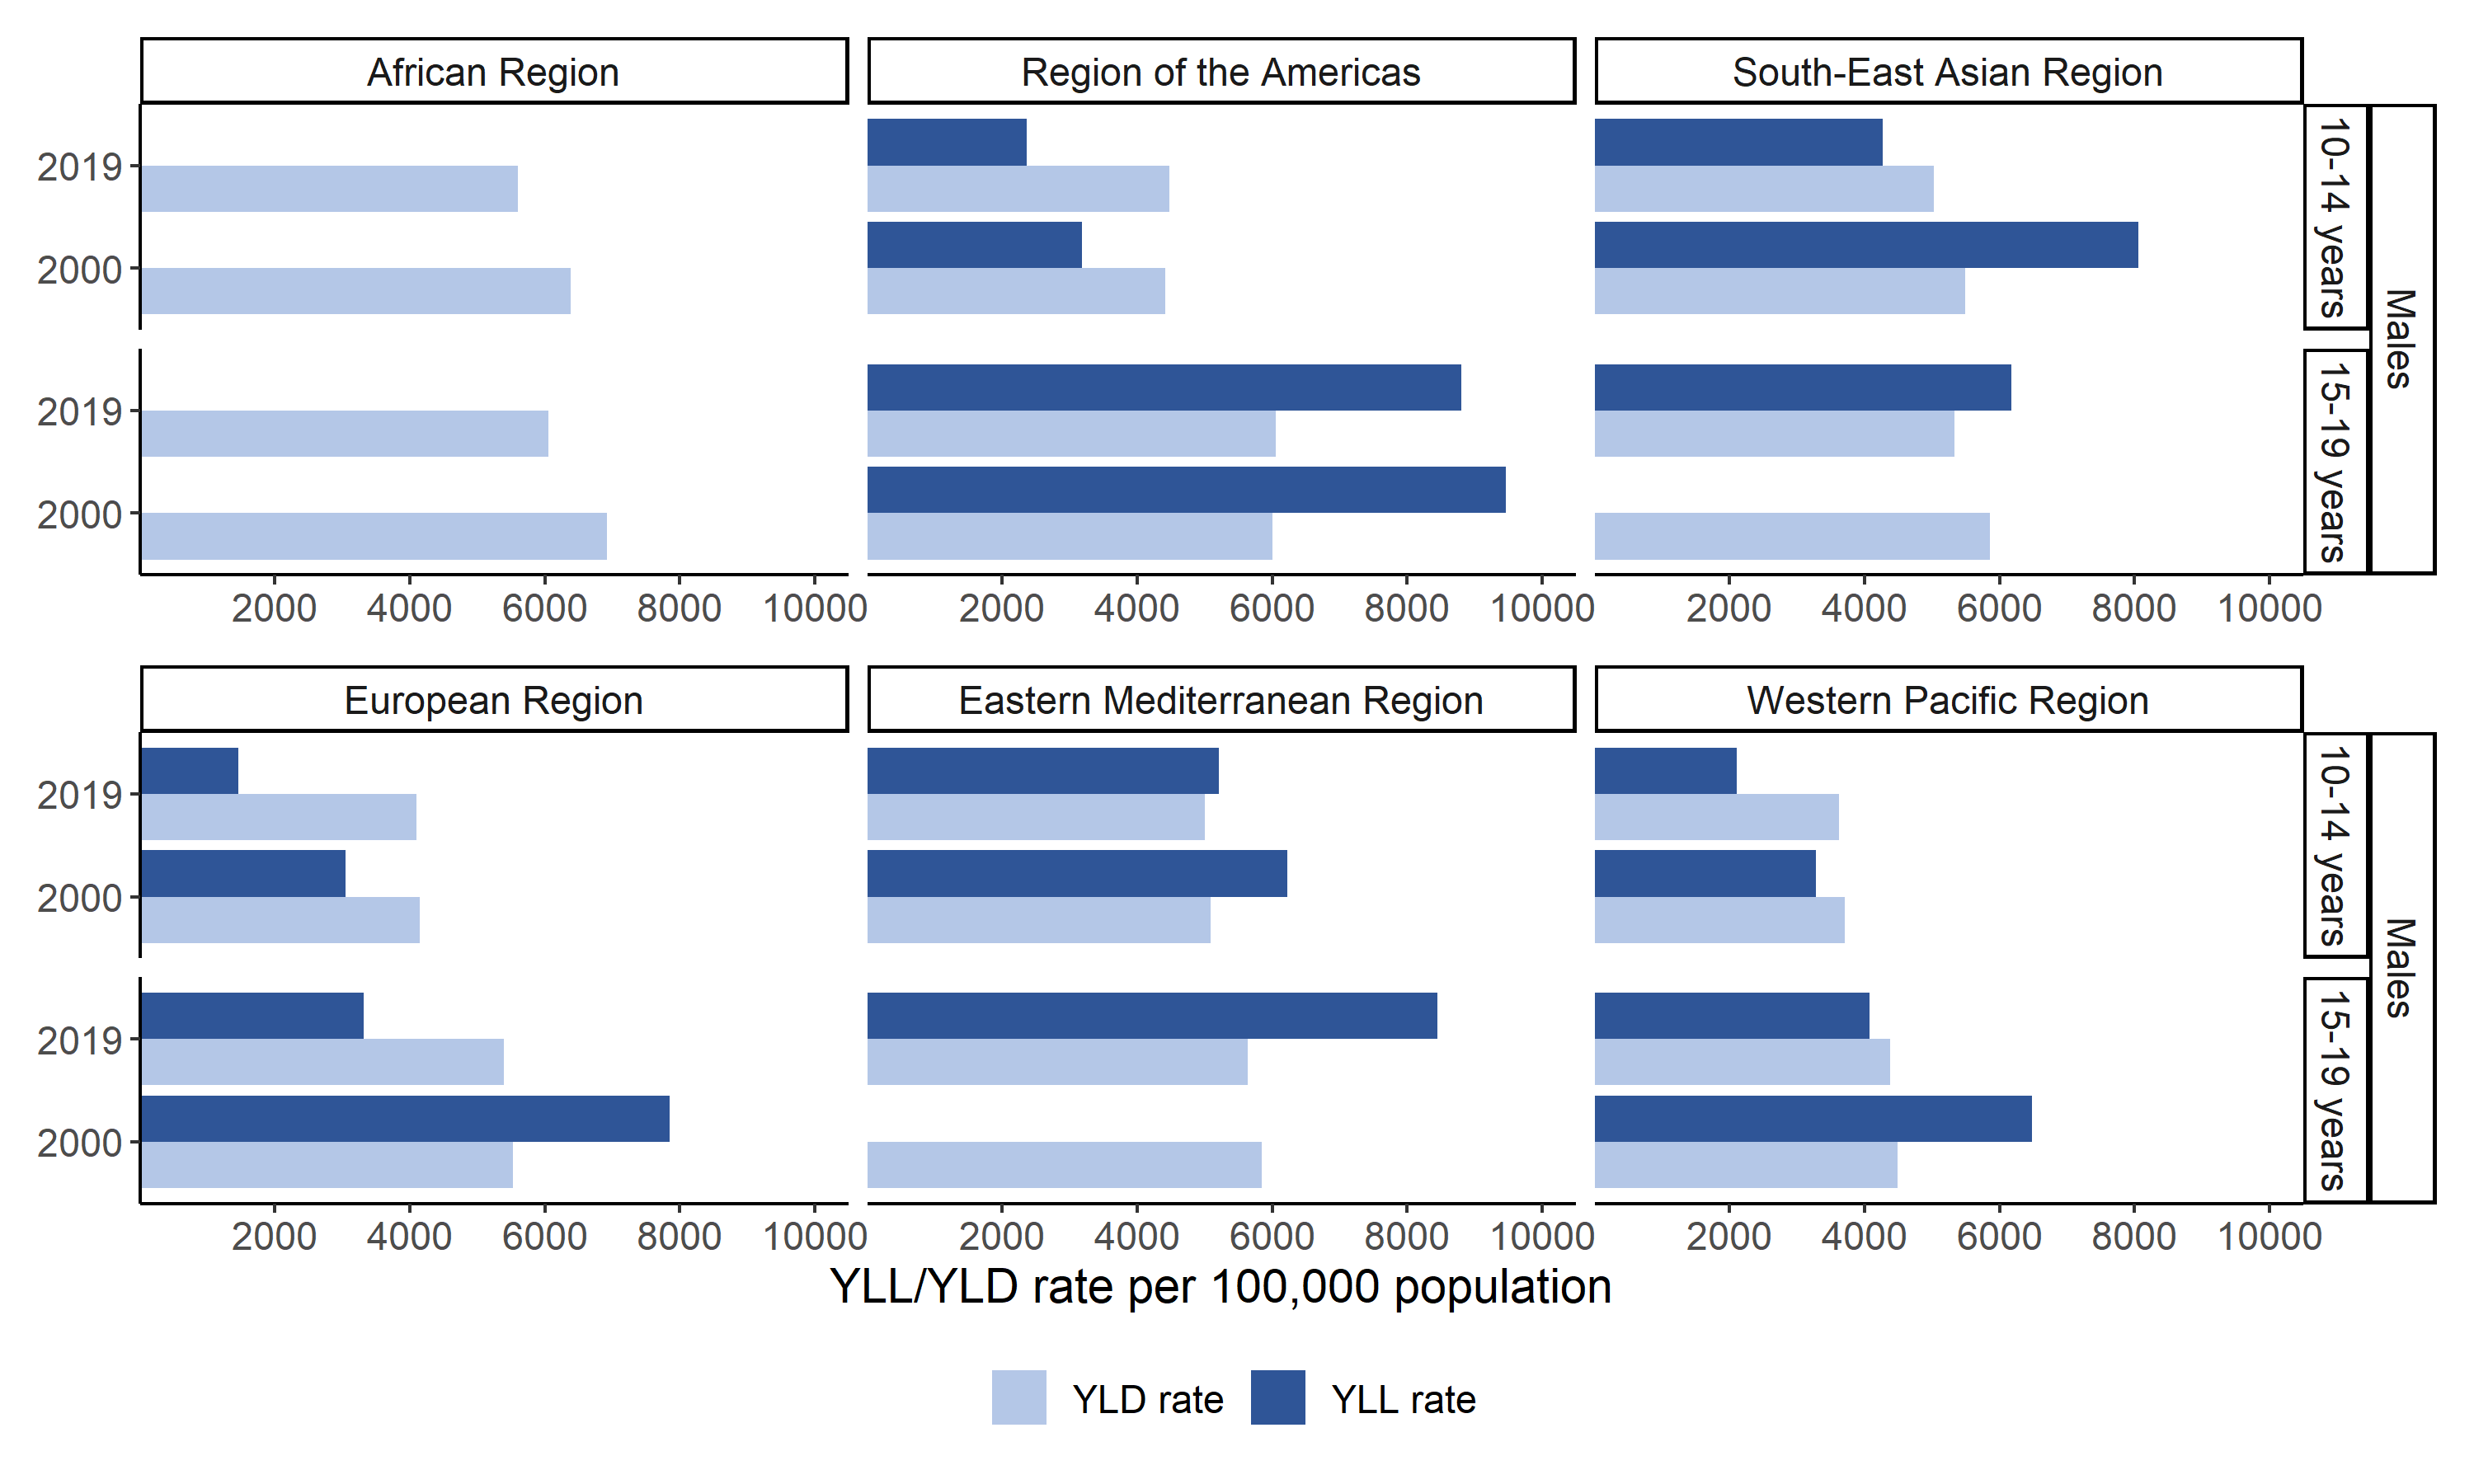 African Region
Region of the Americas
South-East Asian Region
2019
2000
10-14 years
Males
2019
2000
15-19 years
2000 4000 6000 8000 10000
2000 4000 6000 8000 10000
2000 4000 6000 8000 10000
European Region
Eastern Mediterranean Region
Western Pacific Region
2019
2000
10-14 years
Males
2019
2000
15-19 years
2000 4000 6000 8000 10000
2000 4000 6000 8000 10000
2000 4000 6000 8000 10000
YLL/YLD rate per 100,000 population
YLD rate
YLL rate